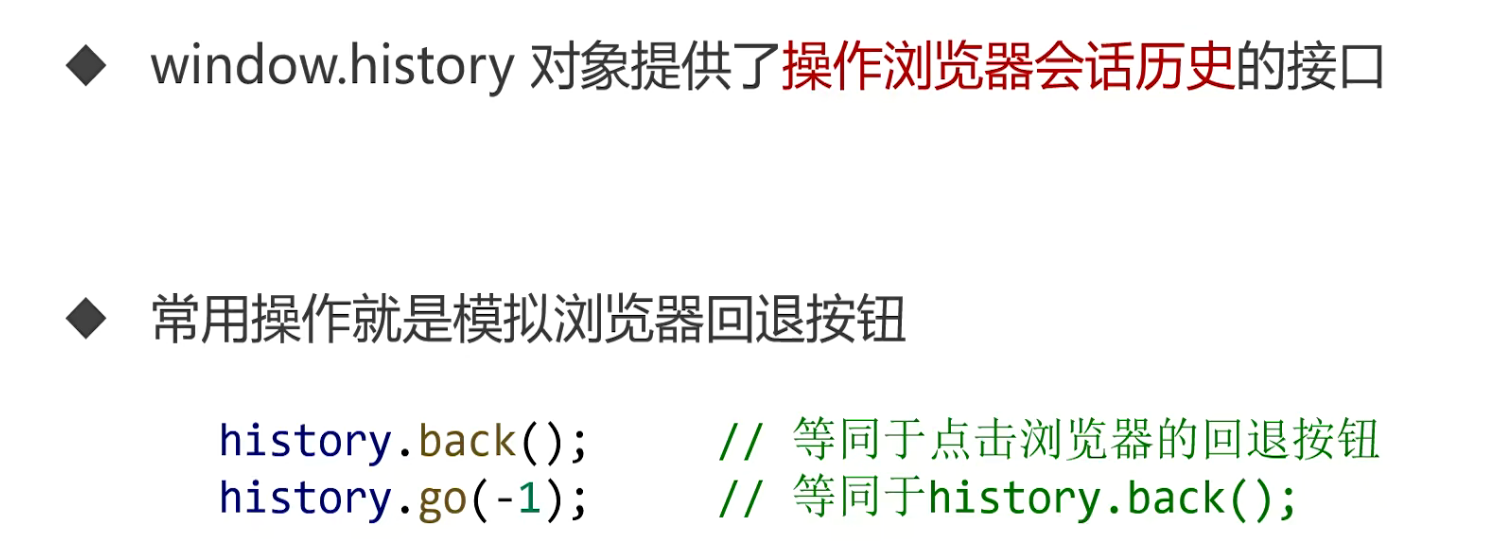 ◆ window.history 对象提供了操作浏览器会话历史的接口
◆ 常用操作就是模拟浏览器回退按钮
history.back(); // 等同于点击浏览器的回退按钮
history.go(-1); // 等同于history.back();